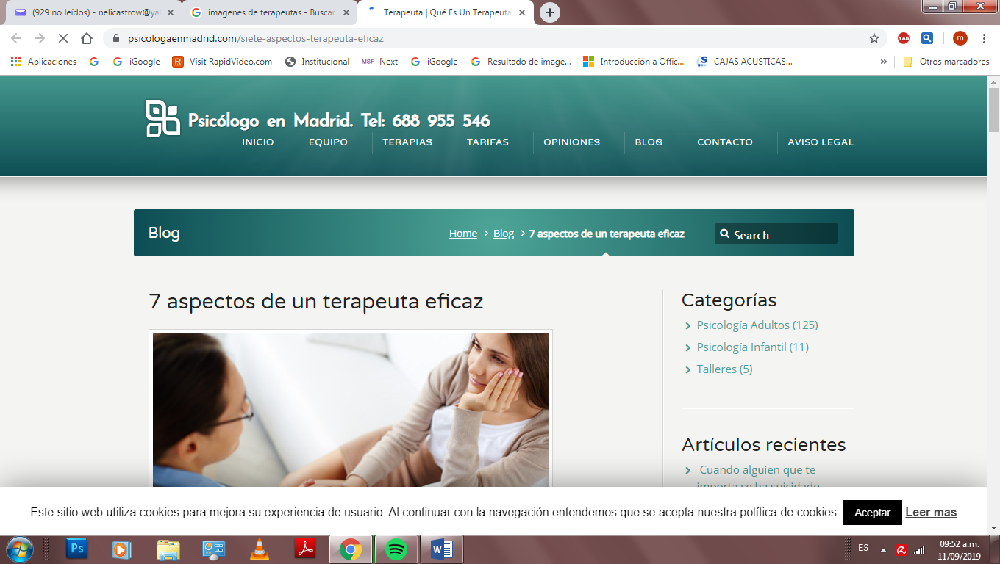 (929 no leídos) - nelicastrow@ya
imagenes de terapeutas - Buscar
Terapeuta | Qué Es Un Terapeuta
psicologaenmadrid.com/siete-aspectos-terapeuta-eficaz
YAB
m
Aplicaciones
iGoogle
R Visit RapidVideo.com
Institucional
MSF Next
iGoogle
Resultado de image...
Introducción a Offic...
S CAJAS ACUSTICAS...
»
Otros marcadores
Psicólogo en Madrid. Tel: 688 955 546
INICIO
EQUIPO
TERAPIAS
TARIFAS
OPINIONES
BLOG
CONTACTO
AVISO LEGAL
Blog
Home > Blog > 7 aspectos de un terapeuta eficaz
Search
7 aspectos de un terapeuta eficaz
Categorías
Psicología Adultos (125)
Psicología Infantil (11)
Talleres (5)
Artículos recientes
Cuando alguien que te
importa se ha suicidado
Este sitio web utiliza cookies para mejora su experiencia de usuario. Al continuar con la navegación entendemos que se acepta nuestra política de cookies.
Aceptar
Leer mas
Ps
W
ES
09:52 a.m.
11/09/2019